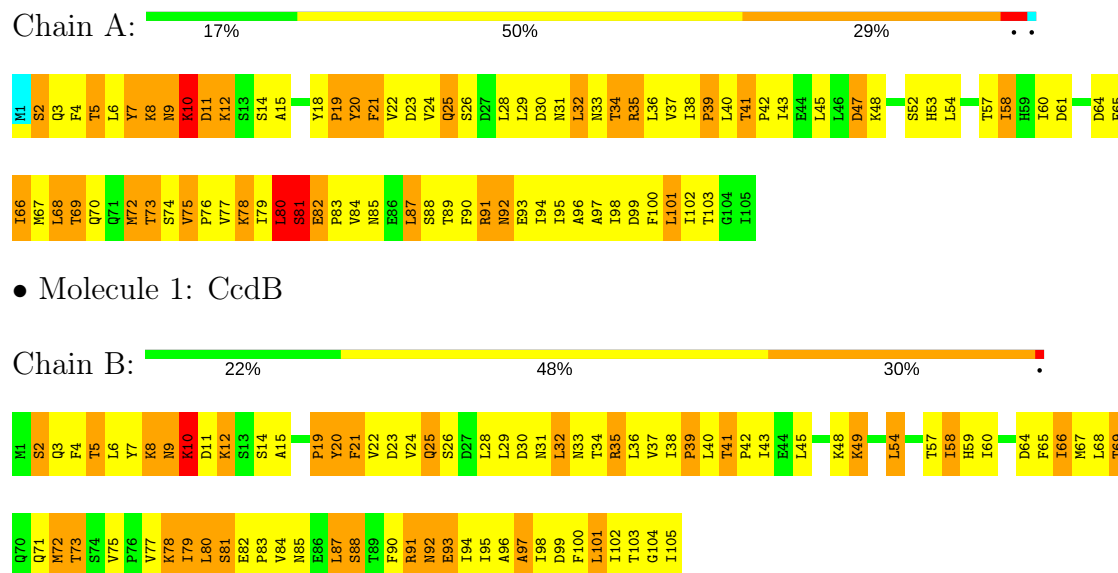 Chain A:
17% 50% 29% • •
M1 S2 Q3 F4 T5 L6 Y7 K8 N9 K10 D11 K12 S13 S14 A15 Y18 P19 Y20 F21 V22 D23 V24 Q25 S26 D27 L28 L29 D30 N31 L32 N33 T34 R35 L36 V37 I38 P39 L40 T41 P42 I43 E44 L45 L46 D47 K48 S52 H53 L54 T57 I58 H59 I60 D61 D64 F65
I66 M67 L68 T69 Q70 Q71 M72 T73 S74 V75 P76 V77 K78 I79 L80 S81 E82 P83 V84 N85 E86 L87 S88 T89 F90 R91 N92 E93 I94 I95 A96 A97 I98 D99 F100 L101 I102 T103 G104 I105
• Molecule 1: CcdB
Chain B:
22% 48% 30% •
M1 S2 Q3 F4 T5 L6 Y7 K8 N9 K10 D11 K12 S13 S14 A15 P19 Y20 F21 V22 D23 V24 Q25 S26 D27 L28 L29 D30 N31 L32 N33 T34 R35 L36 V37 I38 P39 L40 T41 P42 I43 E44 L45 K48 K49 L54 T57 I58 H59 I60 D64 F65 I66 M67 L68 T69
Q70 Q71 M72 T73 S74 V75 P76 V77 K78 I79 L80 S81 E82 P83 V84 N85 E86 L87 S88 T89 F90 R91 N92 E93 I94 I95 A96 A97 I98 D99 F100 L101 I102 T103 G104 I105